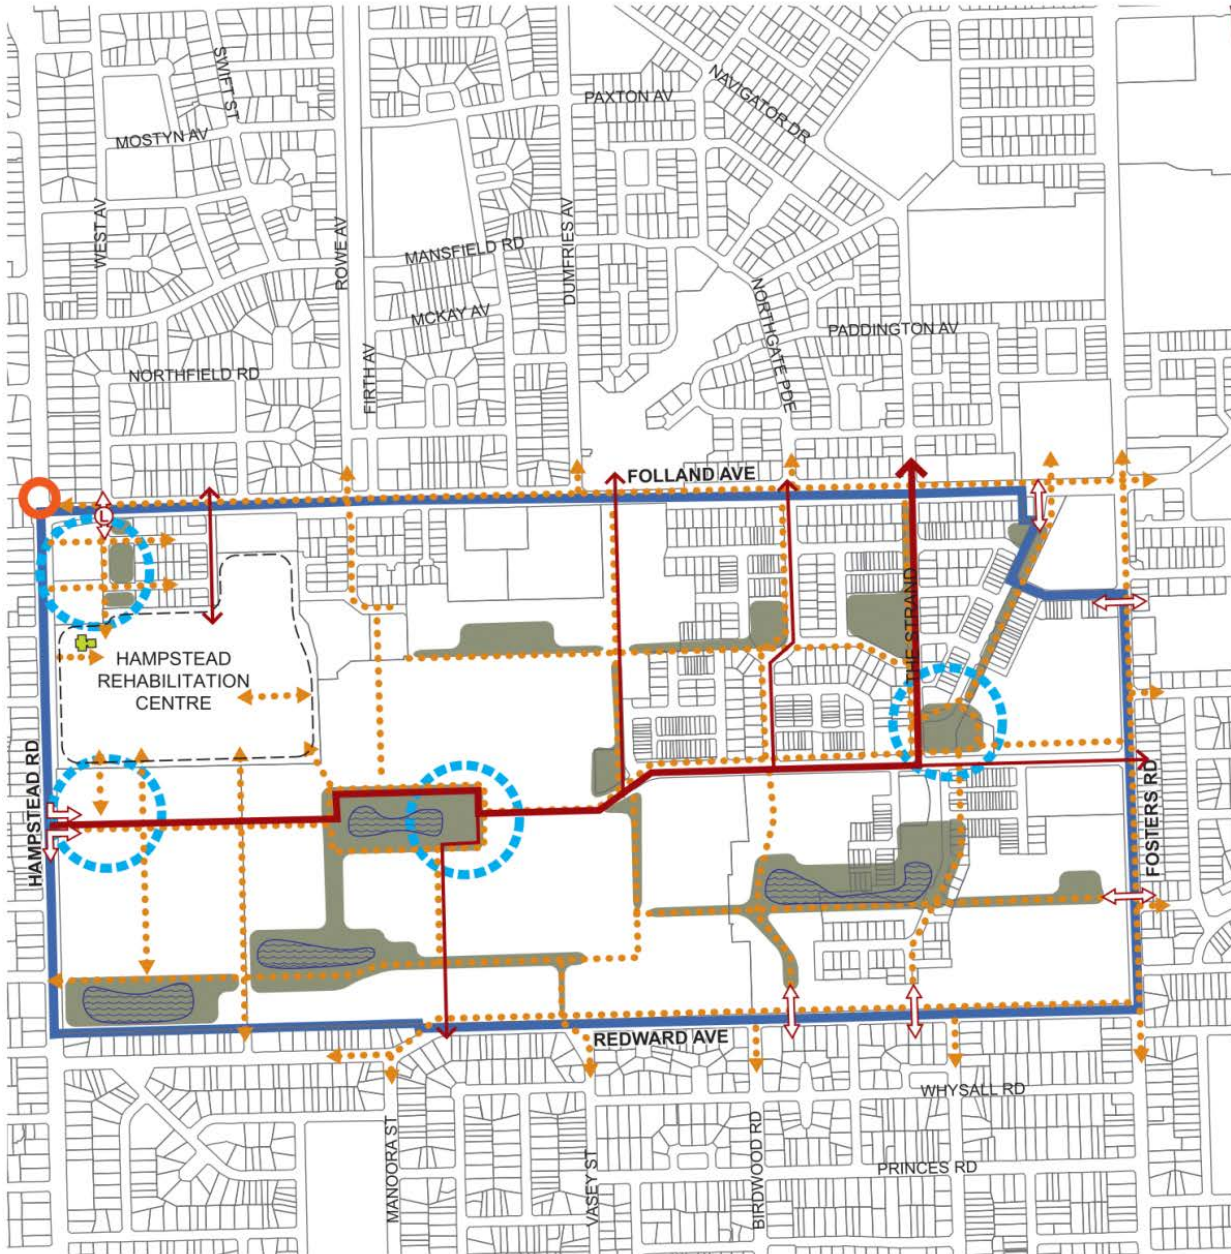 SWIFT ST
PAXTON AV
NAVIGATOR DR
MOSTYN AV
WEST AV
ROWE AV
MANSFIELD RD
DUMFRIES AV
MCKAY AV
NORTHGATE PDE
PADDINGTON AV
NORTHFIELD RD
FIRTH AV
FOLLAND AVE
L
THE STRAND
HAMPSTEAD
REHABILITATION
CENTRE
HAMPSTEAD RD
FOSTERS RD
REDWARD AVE
WHYSALL RD
MANOORA ST
VASEY ST
BIRDWOOD RD
PRINCES RD